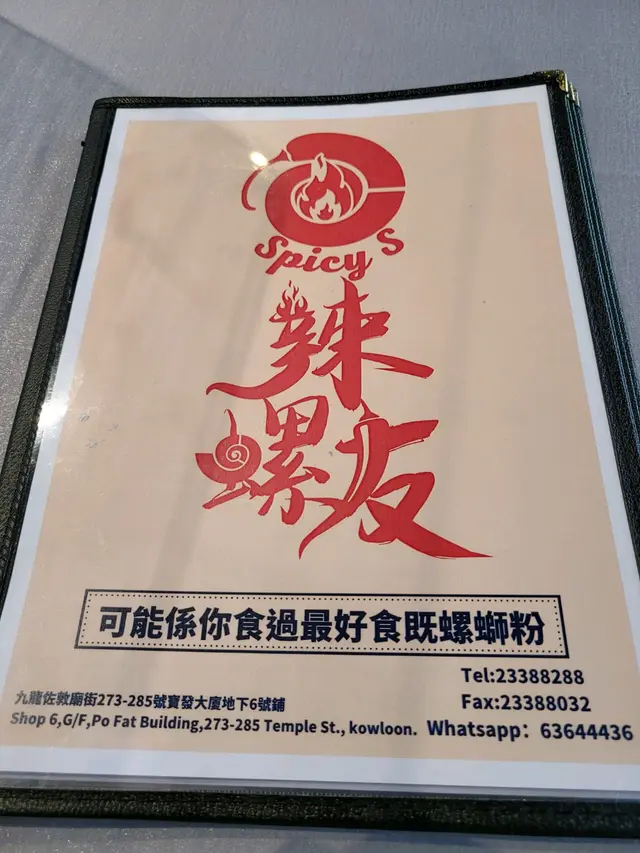 Spicy S
辣
螺友
可能係你食過最好食既螺螄粉
Tel:23388288
九龍佐敦廟街273-285號寶發大廈地下6號鋪
Fax:23388032
Shop 6,G/F,Po Fat Building,273-285 Temple St., kowloon.
Whatsapp: 63644436